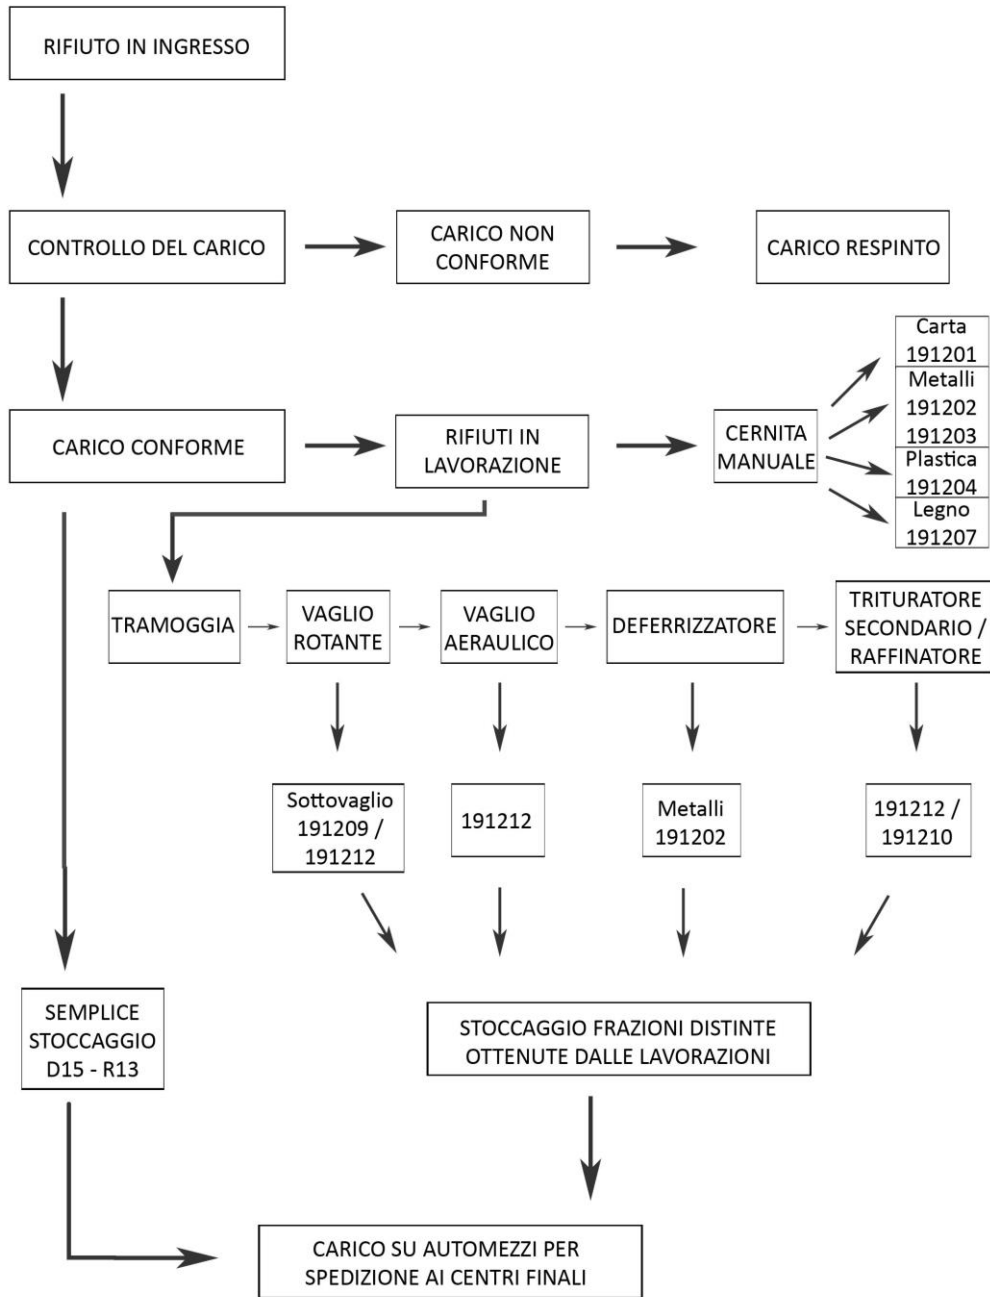 RIFIUTO IN INGRESSO
CONTROLLO DEL CARICO
CARICO NON
CONFORME
CARICO RESPINTO
CARICO CONFORME
RIFIUTI IN
LAVORAZIONE
CERNITA
MANUALE
Carta
191201
Metalli
191202
191203
Plastica
191204
Legno
191207
TRAMOGGIA
VAGLIO
ROTANTE
VAGLIO
AERAULICO
DEFERRIZZATORE
TRITURATORE
SECONDARIO /
RAFFINATORE
Sottovaglio
191209 /
191212
191212
Metalli
191202
191212 /
191210
SEMPLICE
STOCCAGGIO
D15 - R13
STOCCAGGIO FRAZIONI DISTINTE
OTTENUTE DALLE LAVORAZIONI
CARICO SU AUTOMEZZI PER
SPEDIZIONE AI CENTRI FINALI